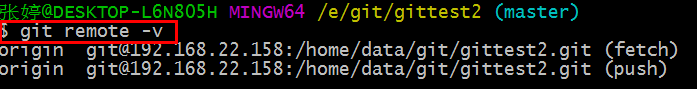 张婷@DESKTOP-L6N805H MINGW64 /e/git/gittest2 (master)
$ git remote -v
origin  git@192.168.22.158:/home/data/git/gittest2.git (fetch)
origin  git@192.168.22.158:/home/data/git/gittest2.git (push)